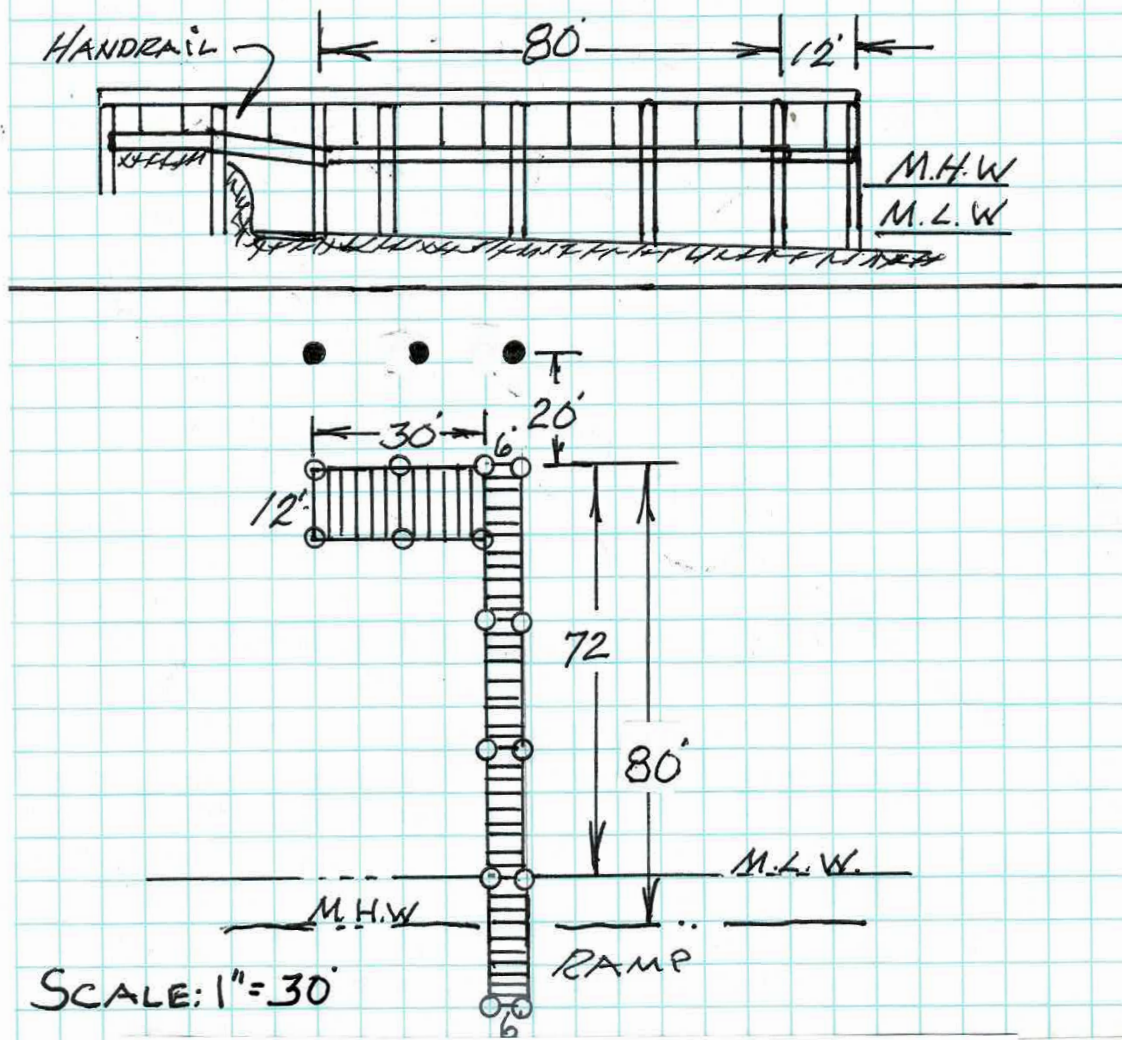 HANDRAIL
80'
12'
M.H.W
M.L.W
20'
30'
6'
12'
72
80'
M.L.W.
M.H.W
RAMP
SCALE: 1"=30'
6'